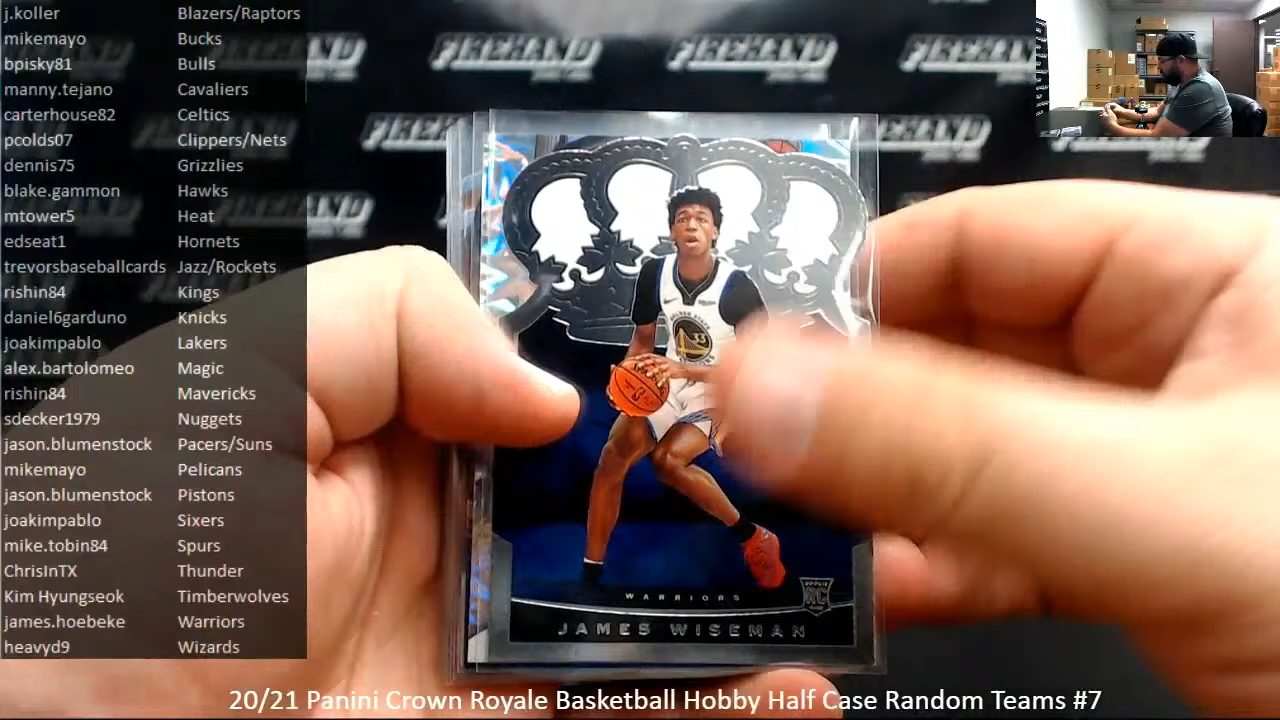 j.koller Blazers/Raptors
mikemayo Bucks
bpisky81 Bulls
manny.tejano Cavaliers
carterhouse82 Celtics
pcolds07 Clippers/Nets
dennis75 Grizzlies
blake.gammon Hawks
mtower5 Heat
edseat1 Hornets
trevorsbaseballcards Jazz/Rockets
rishin84 Kings
daniel6garduno Knicks
joakimpablo Lakers
alex.bartolomeo Magic
rishin84 Mavericks
sdecker1979 Nuggets
jason.blumenstock Pacers/Suns
mikemayo Pelicans
jason.blumenstock Pistons
joakimpablo Sixers
mike.tobin84 Spurs
ChrisInTX Thunder
Kim Hyungseok Timberwolves
james.hoebeke Warriors
heavyd9 Wizards
FIREHAND FIREHAND FIREHAND
33
WARRIORS
RC
JAMES WISEMAN
20/21 Panini Crown Royale Basketball Hobby Half Case Random Teams #7